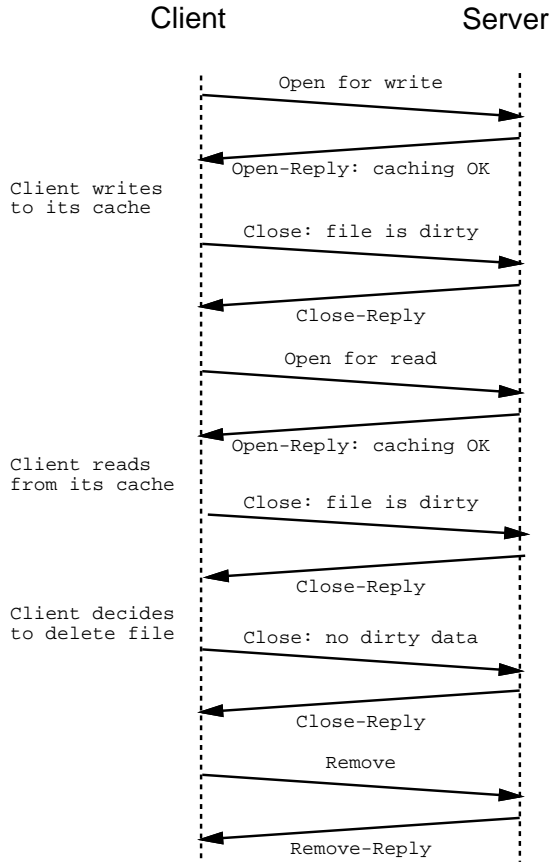 Client
Server
Open for write
Open-Reply: caching OK
Client writes
to its cache
Close: file is dirty
Close-Reply
Open for read
Open-Reply: caching OK
Client reads
from its cache
Close: file is dirty
Close-Reply
Client decides
to delete file
Close: no dirty data
Close-Reply
Remove
Remove-Reply